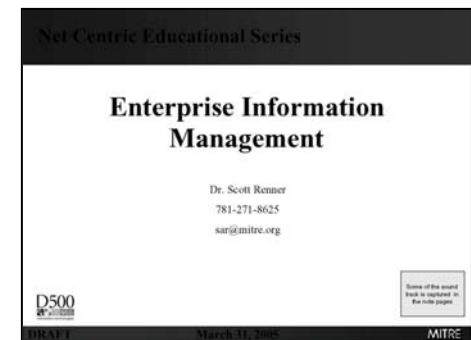 Net Centric Educational Series
Enterprise Information
Management
Dr. Scott Renner
781-271-8625
sar@mitre.org
D500
Some of the sound
track is captured in
the note pages
DRAFT
March 31, 2005
MITRE